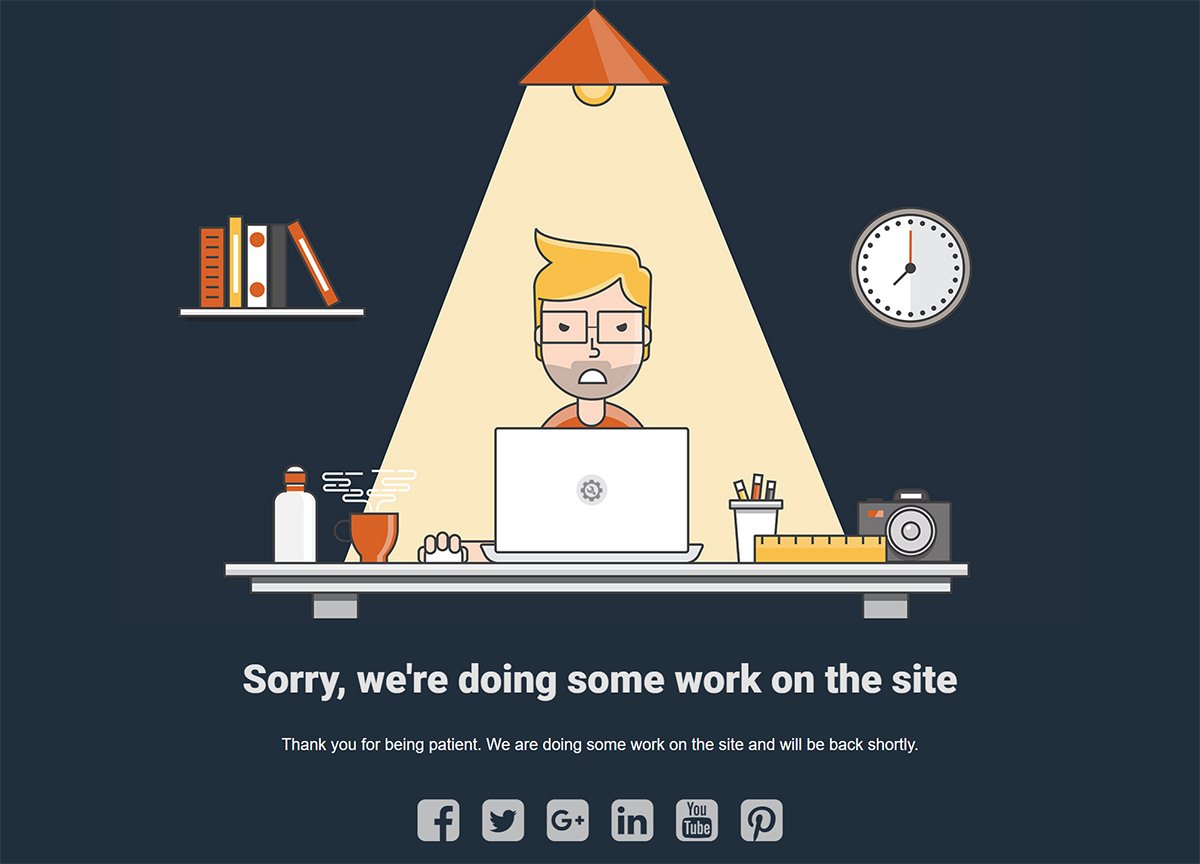 Sorry, we're doing some work on the site
Thank you for being patient. We are doing some work on the site and will be back shortly.
f G+ in You
Tube